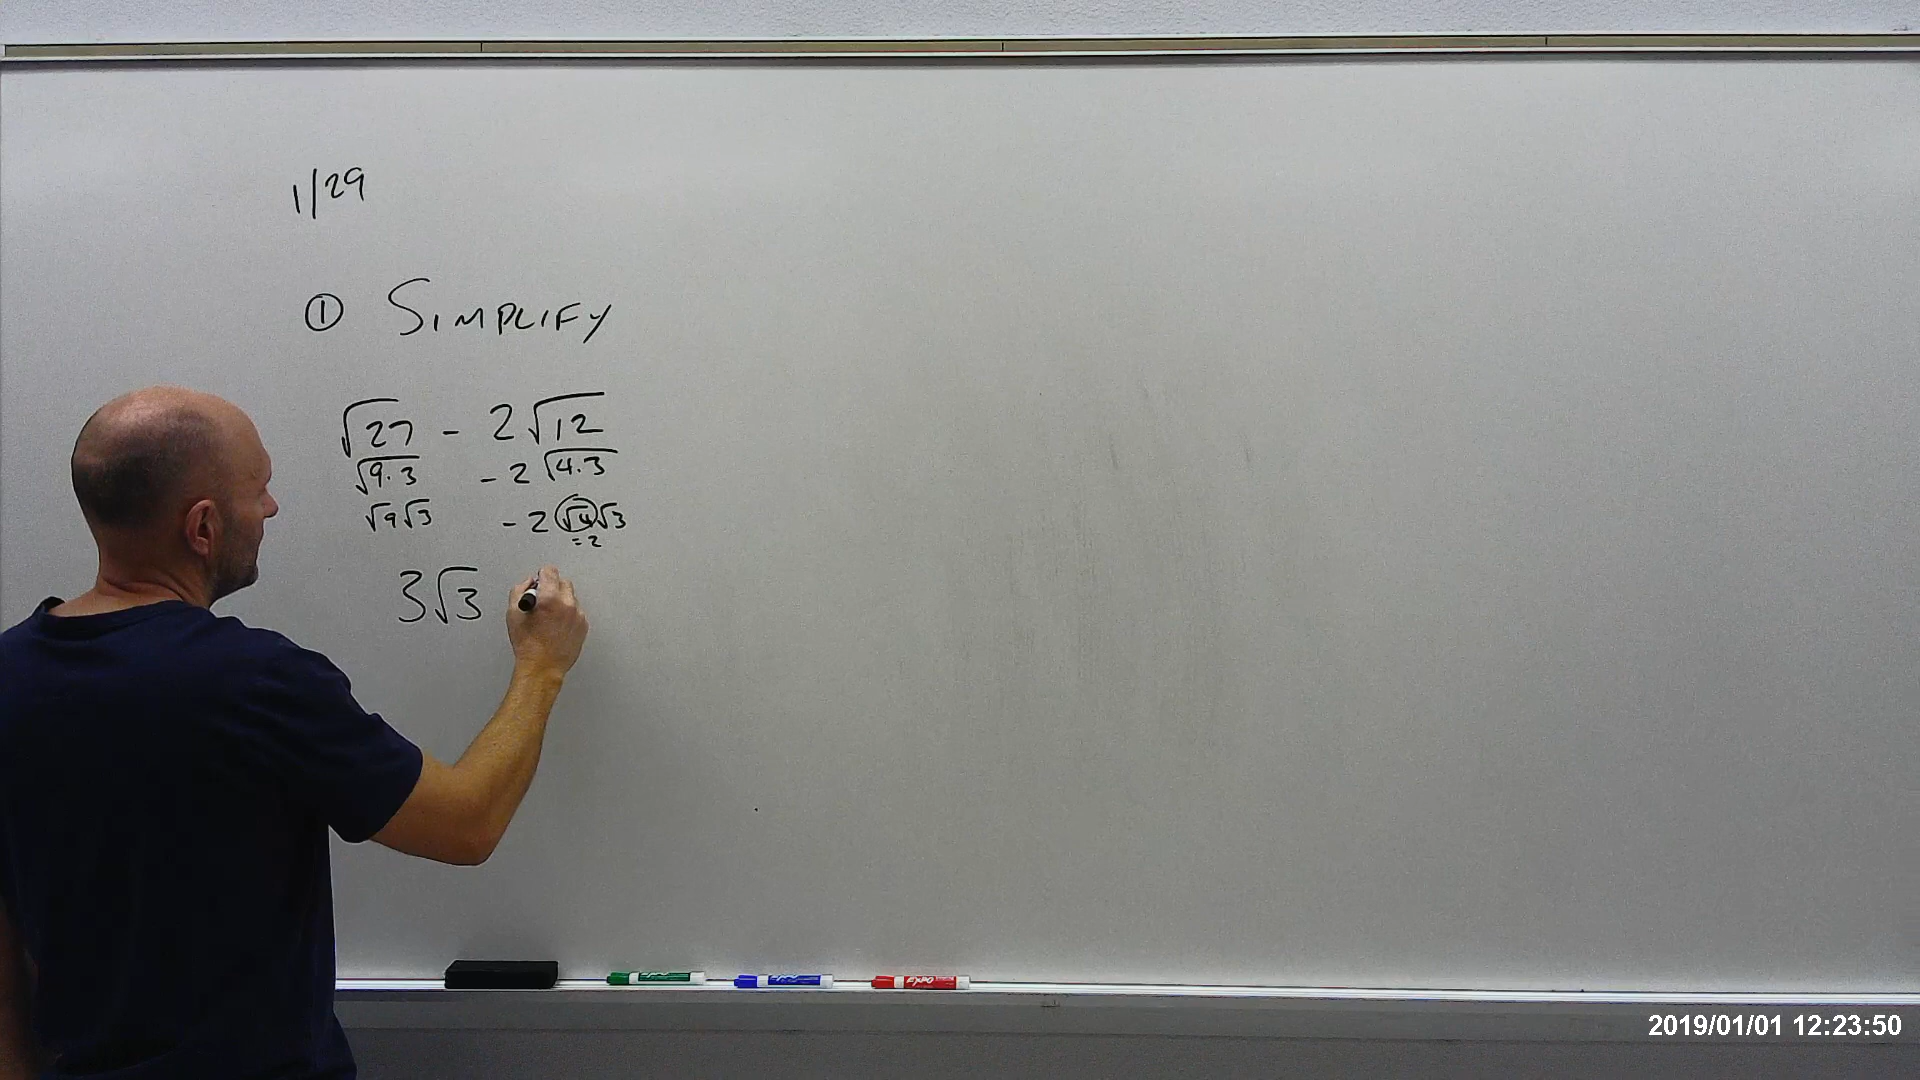 1/29
① SIMPLIFY
√27 - 2√12
√9·3 - 2√4·3
√9√3 - 2√4√3
= 2
3√3
EXPO
2019/01/01 12:23:50